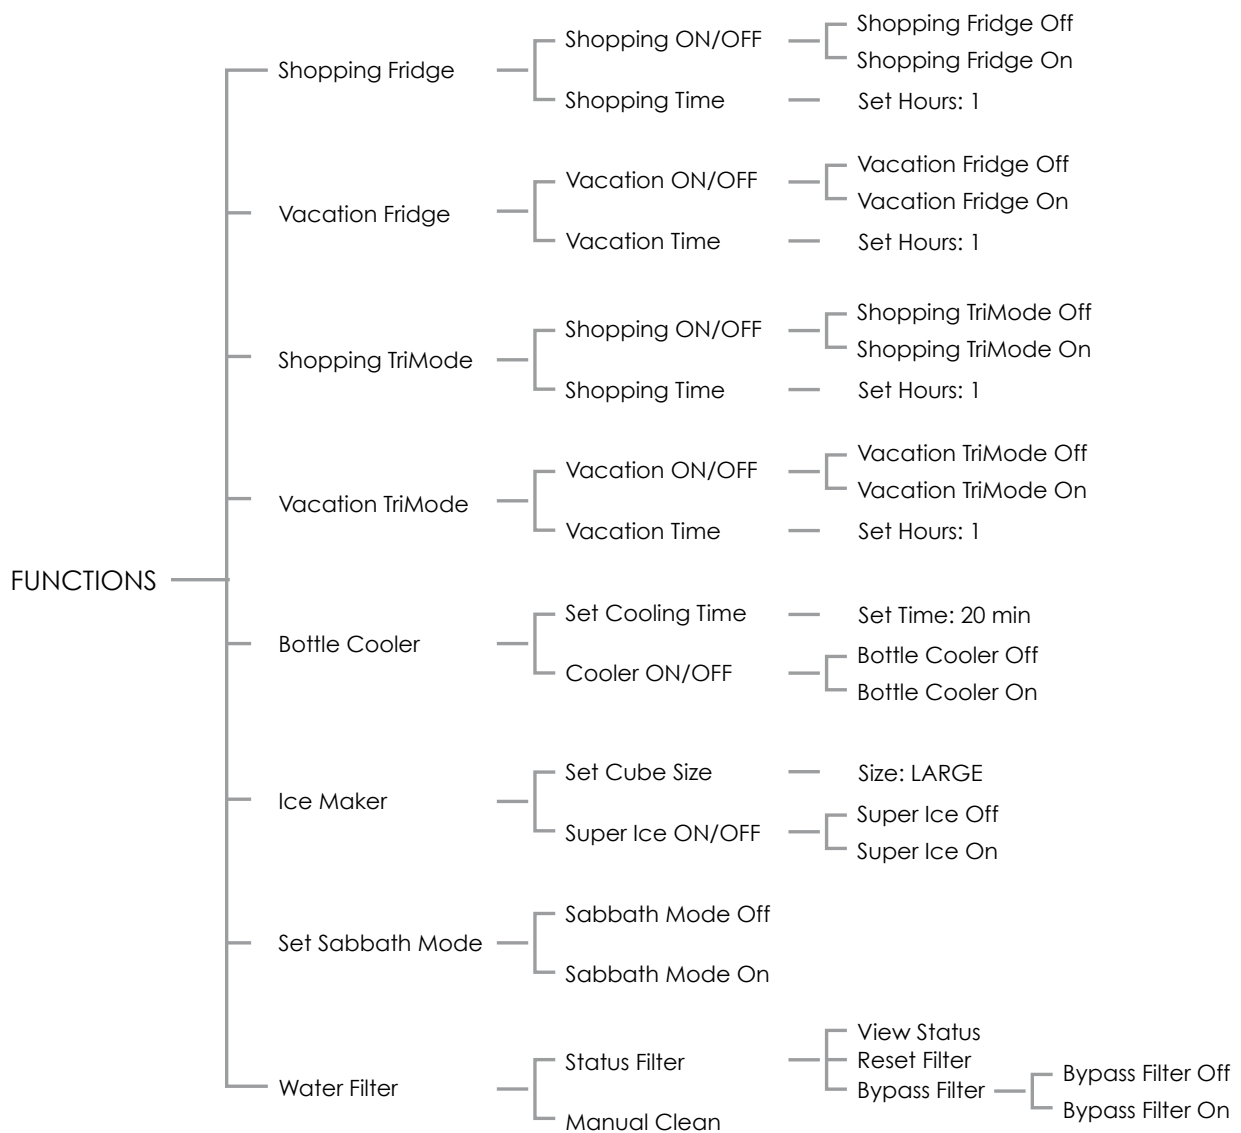 FUNCTIONS
Shopping Fridge
Shopping ON/OFF
Shopping Fridge Off
Shopping Fridge On
Shopping Time
Set Hours: 1
Vacation Fridge
Vacation ON/OFF
Vacation Fridge Off
Vacation Fridge On
Vacation Time
Set Hours: 1
Shopping TriMode
Shopping ON/OFF
Shopping TriMode Off
Shopping TriMode On
Shopping Time
Set Hours: 1
Vacation TriMode
Vacation ON/OFF
Vacation TriMode Off
Vacation TriMode On
Vacation Time
Set Hours: 1
Bottle Cooler
Set Cooling Time
Set Time: 20 min
Cooler ON/OFF
Bottle Cooler Off
Bottle Cooler On
Ice Maker
Set Cube Size
Size: LARGE
Super Ice ON/OFF
Super Ice Off
Super Ice On
Set Sabbath Mode
Sabbath Mode Off
Sabbath Mode On
Water Filter
Status Filter
View Status
Reset Filter
Bypass Filter
Bypass Filter Off
Bypass Filter On
Manual Clean